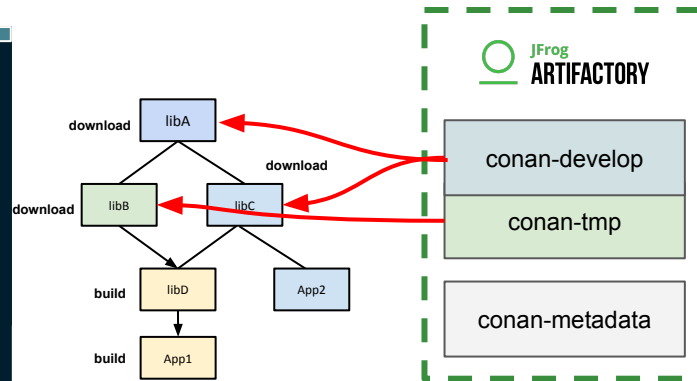 JFrog
ARTIFACTORY
download
libA
download
conan-develop
download
libB
libC
conan-tmp
build
libD
App2
conan-metadata
build
App1